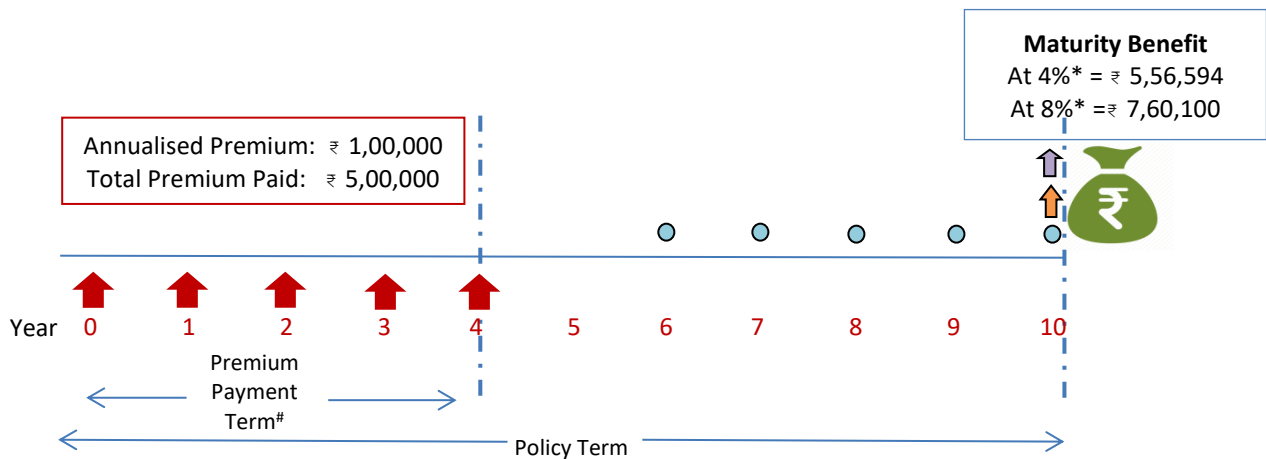 Maturity Benefit
At 4%* = ₹ 5,56,594
At 8%* =₹ 7,60,100
Annualised Premium: ₹ 1,00,000
Total Premium Paid: ₹ 5,00,000
₹
Year 0 1 2 3 4 5 6 7 8 9 10
Premium
Payment
Term#
Policy Term